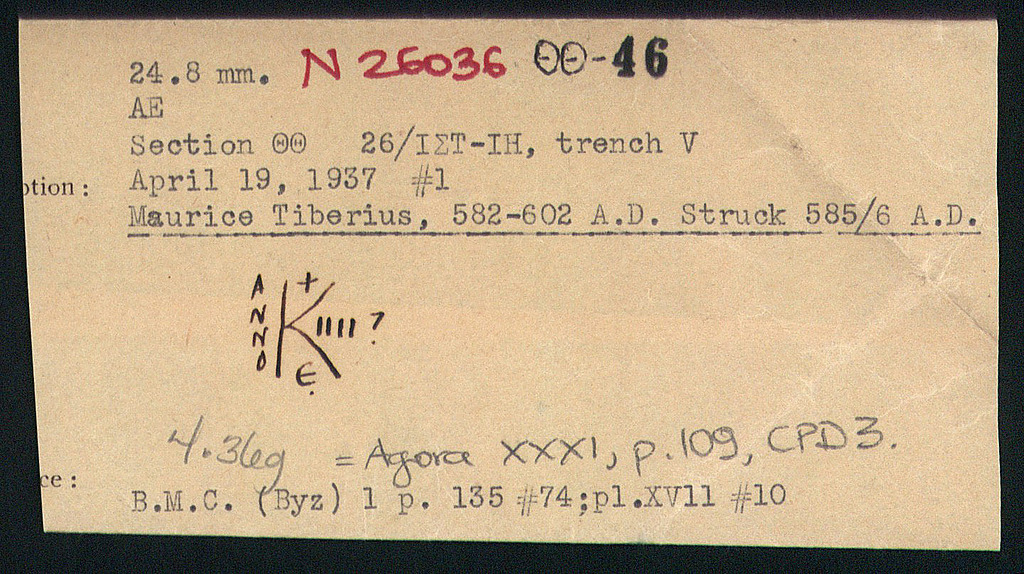 24.8 mm. N 26036 ΘΘ-46
AE
Section ΘΘ 26/ΙΣΤ-ΙΗ, trench V
ption : April 19, 1937 #1
Maurice Tiberius, 582-602 A.D. Struck 585/6 A.D.
ANNO + K IIII ?
Є
4.36g = Agora XXXI, p.109, CPD3.
ce :
B.M.C. (Byz) 1 p. 135 #74;pl.XV11 #10